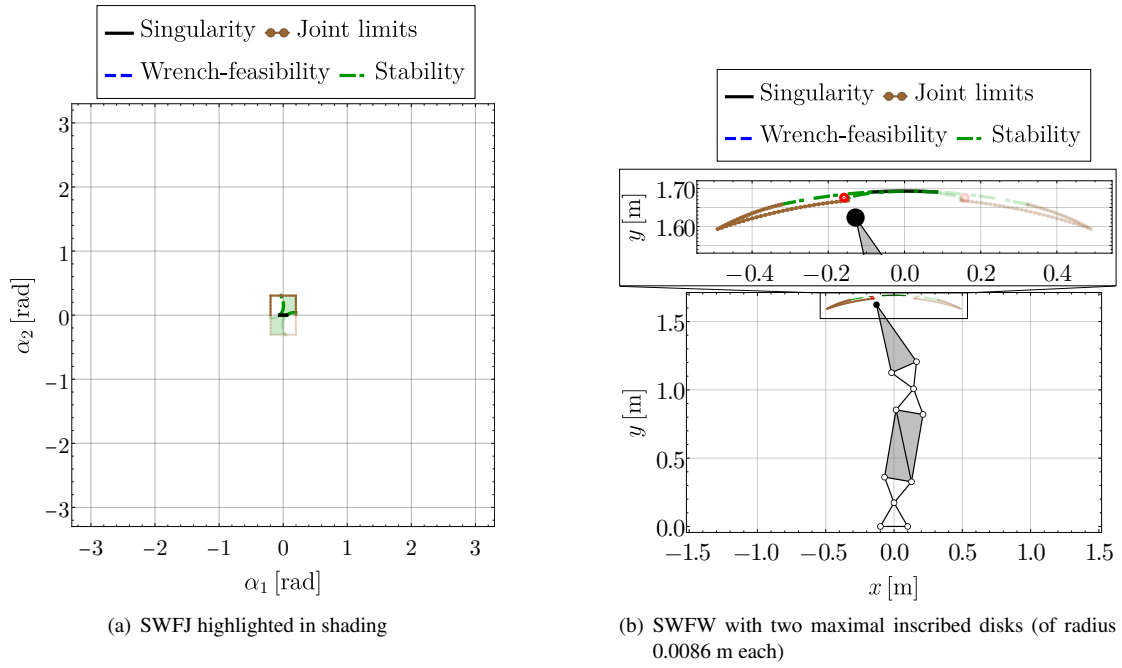 Singularity Joint limits
Wrench-feasibility Stability
3
2
1
0
−1
−2
−3
−3 −2 −1 0 1 2 3
α2 [rad]
α1 [rad]
(a) SWFJ highlighted in shading
Singularity Joint limits
Wrench-feasibility Stability
1.70
1.60
y [m]
−0.4 −0.2 0.0 0.2 0.4
1.5
1.0
0.5
0.0
y [m]
−1.5 −1.0 −0.5 0.0 0.5 1.0 1.5
x [m]
(b) SWFW with two maximal inscribed disks (of radius
0.0086 m each)